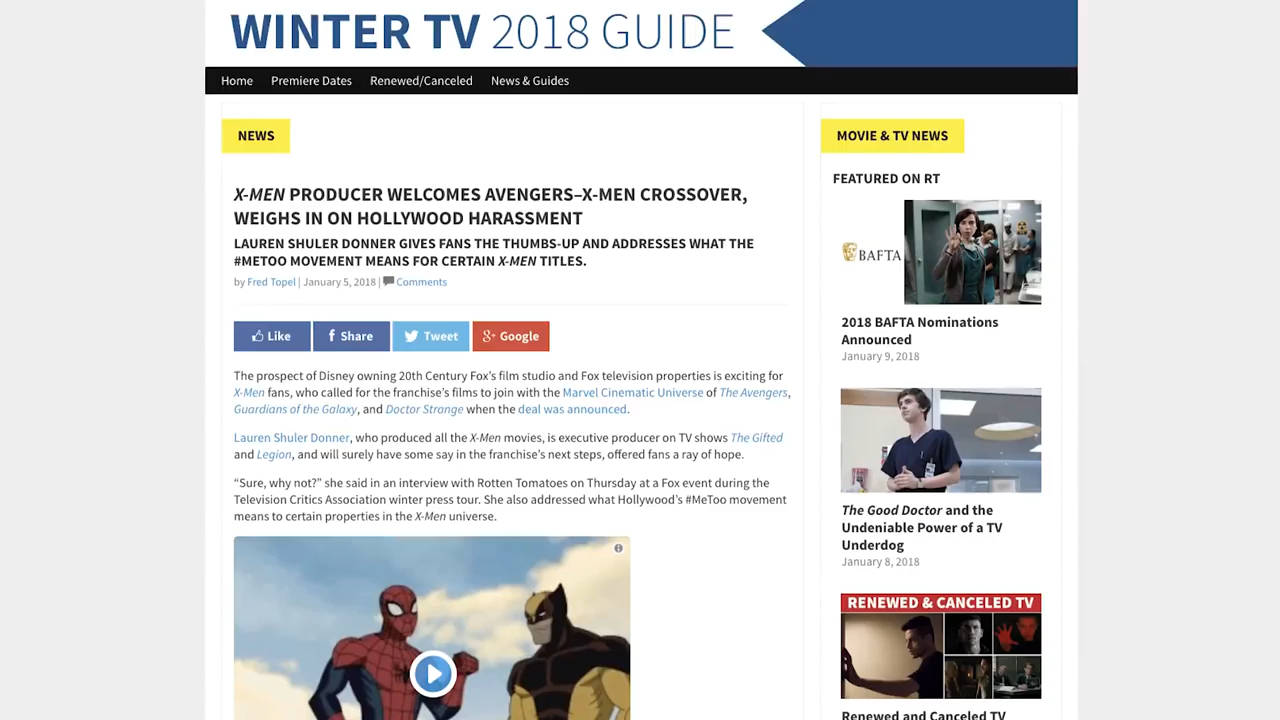 WINTER TV 2018 GUIDE
Home Premiere Dates Renewed/Canceled News & Guides
NEWS
X-MEN PRODUCER WELCOMES AVENGERS–X-MEN CROSSOVER,
WEIGHS IN ON HOLLYWOOD HARASSMENT
LAUREN SHULER DONNER GIVES FANS THE THUMBS-UP AND ADDRESSES WHAT THE
#METOO MOVEMENT MEANS FOR CERTAIN X-MEN TITLES.
by Fred Topel | January 5, 2018 | Comments
Like Share Tweet Google
The prospect of Disney owning 20th Century Fox's film studio and Fox television properties is exciting for
X-Men fans, who called for the franchise's films to join with the Marvel Cinematic Universe of The Avengers,
Guardians of the Galaxy, and Doctor Strange when the deal was announced.
Lauren Shuler Donner, who produced all the X-Men movies, is executive producer on TV shows The Gifted
and Legion, and will surely have some say in the franchise's next steps, offered fans a ray of hope.
“Sure, why not?” she said in an interview with Rotten Tomatoes on Thursday at a Fox event during the
Television Critics Association winter press tour. She also addressed what Hollywood's #MeToo movement
means to certain properties in the X-Men universe.
MOVIE & TV NEWS
FEATURED ON RT
BAFTA
2018 BAFTA Nominations
Announced
January 9, 2018
The Good Doctor and the
Undeniable Power of a TV
Underdog
January 8, 2018
RENEWED & CANCELED TV
Renewed and Canceled TV